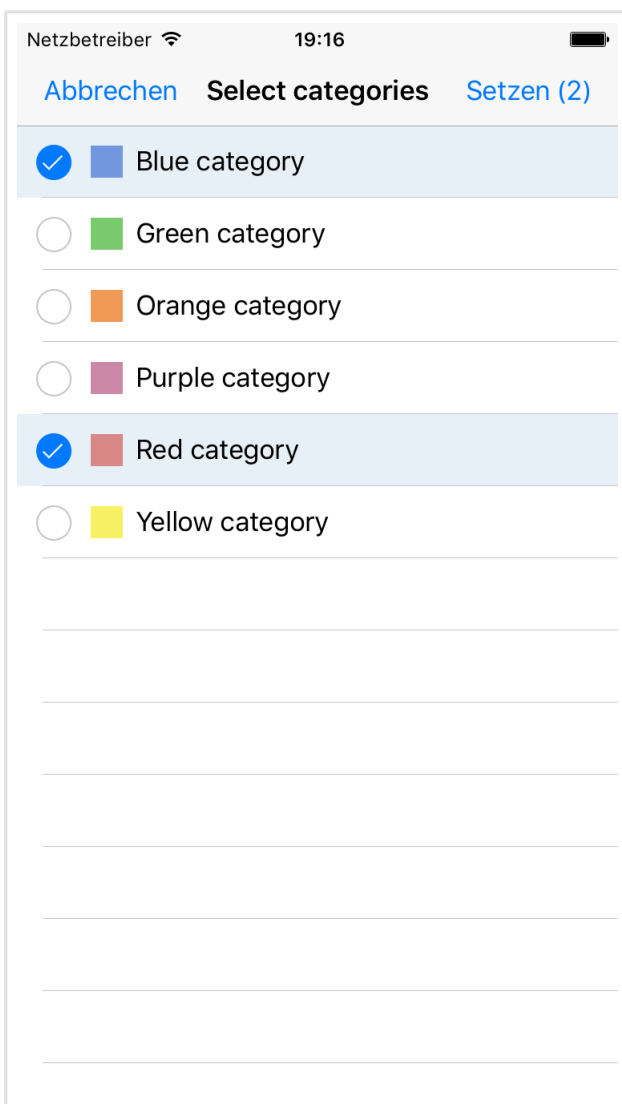 Netzbetreiber 19:16
Abbrechen Select categories Setzen (2)
Blue category
Green category
Orange category
Purple category
Red category
Yellow category